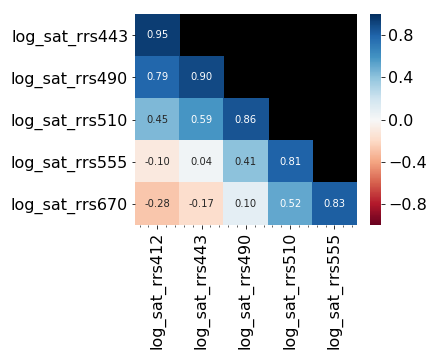 log_sat_rrs443 0.95 0.8
log_sat_rrs490 0.79 0.90 0.4
log_sat_rrs510 0.45 0.59 0.86 0.0
log_sat_rrs555 -0.10 0.04 0.41 0.81 −0.4
log_sat_rrs670 -0.28 -0.17 0.10 0.52 0.83 −0.8
log_sat_rrs412
log_sat_rrs443
log_sat_rrs490
log_sat_rrs510
log_sat_rrs555